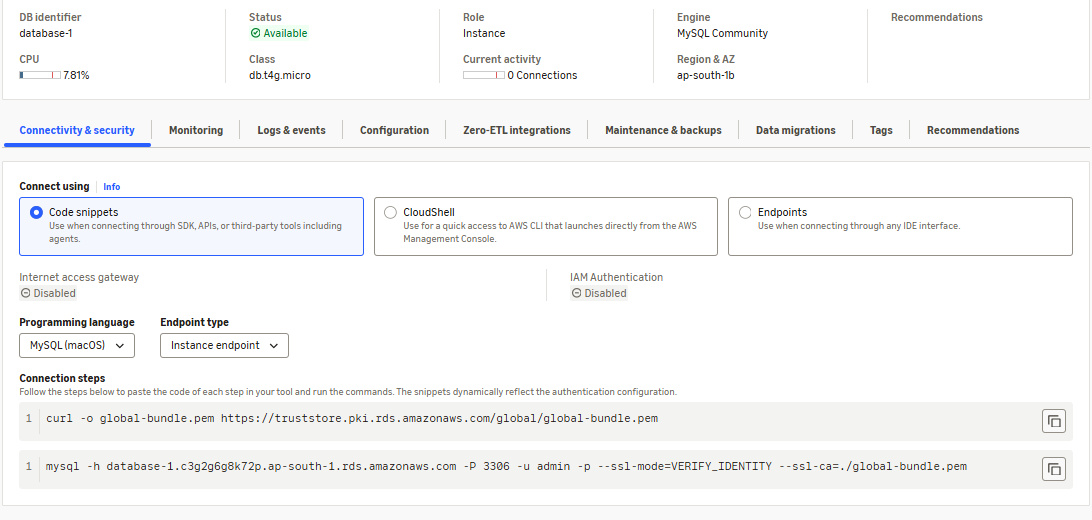 DB identifier
database-1
Status
Available
Role
Instance
Engine
MySQL Community
Recommendations
CPU
7.81%
Class
db.t4g.micro
Current activity
0 Connections
Region & AZ
ap-south-1b
Connectivity & security
Monitoring
Logs & events
Configuration
Zero-ETL integrations
Maintenance & backups
Data migrations
Tags
Recommendations
Connect using
Info
Code snippets
Use when connecting through SDK, APIs, or third-party tools including
agents.
CloudShell
Use for a quick access to AWS CLI that launches directly from the AWS
Management Console.
Endpoints
Use when connecting through any IDE interface.
Internet access gateway
Disabled
IAM Authentication
Disabled
Programming language
MySQL (macOS)
Endpoint type
Instance endpoint
Connection steps
Follow the steps below to paste the code of each step in your tool and run the commands. The snippets dynamically reflect the authentication configuration.
1 curl -o global-bundle.pem https://truststore.pki.rds.amazonaws.com/global/global-bundle.pem
1 mysql -h database-1.c3g2g6g8k72p.ap-south-1.rds.amazonaws.com -P 3306 -u admin -p --ssl-mode=VERIFY_IDENTITY --ssl-ca=./global-bundle.pem